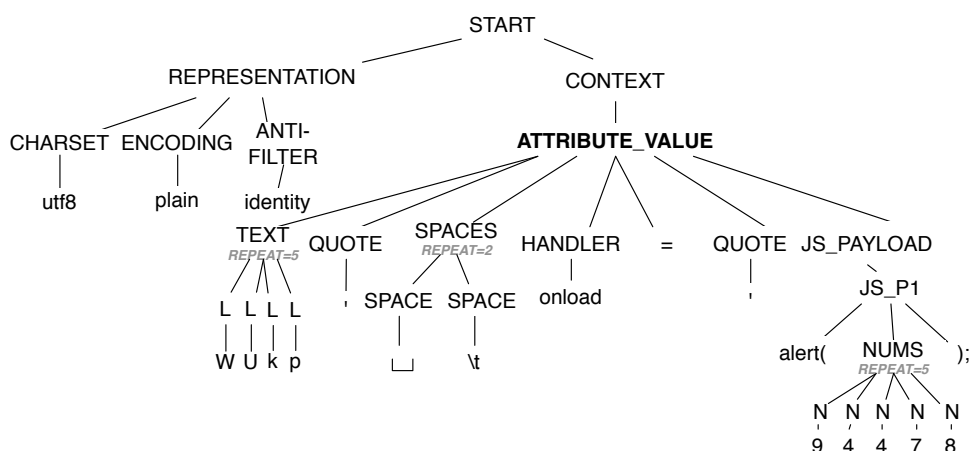 START
REPRESENTATION
CONTEXT
CHARSET ENCODING ANTI-
FILTER
ATTRIBUTE_VALUE
utf8 plain identity
TEXT QUOTE SPACES HANDLER = QUOTE JS_PAYLOAD
REPEAT=5 REPEAT=2
' SPACE SPACE onload ' JS_P1
L L L L
W U k p \t
alert( NUMS );
REPEAT=5
N N N N N
9 4 4 7 8